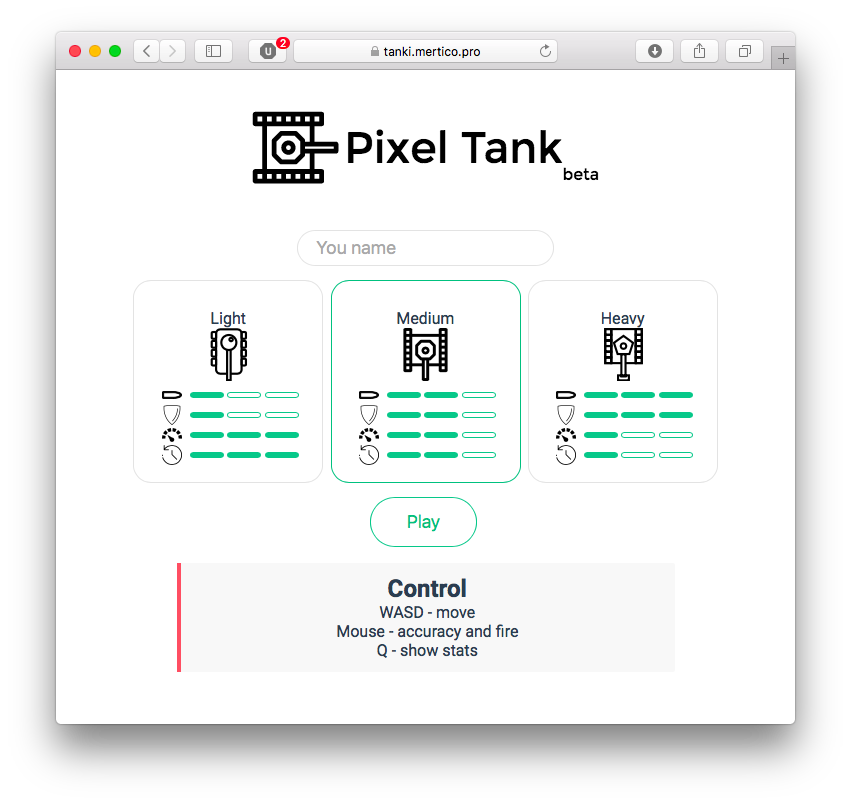 2
tanki.mertico.pro
Pixel Tank
beta
You name
Light
Medium
Heavy
Play
Control
WASD - move
Mouse - accuracy and fire
Q - show stats